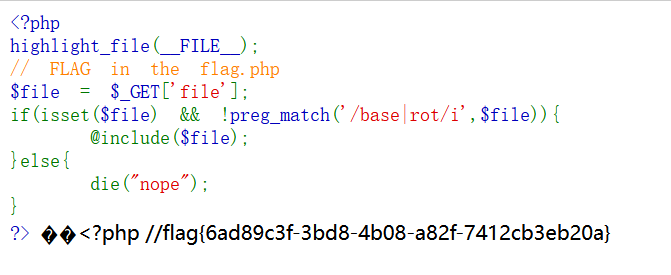 <?php
highlight_file(__FILE__);
//  FLAG  in  the  flag.php
$file  =  $_GET['file'];
if(isset($file)  &&  !preg_match('/base|rot/i',$file)){
        @include($file);
}else{
        die("nope");
}
?> ��<?php //flag{6ad89c3f-3bd8-4b08-a82f-7412cb3eb20a}